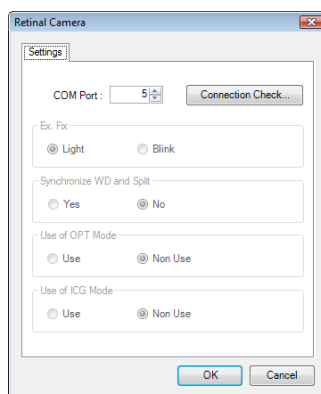 Retinal Camera
Settings
COM Port : 5 Connection Check...
Ex. Fix
Light Blink
Synchronize WD and Split
Yes No
Use of OPT Mode
Use Non Use
Use of ICG Mode
Use Non Use
OK Cancel